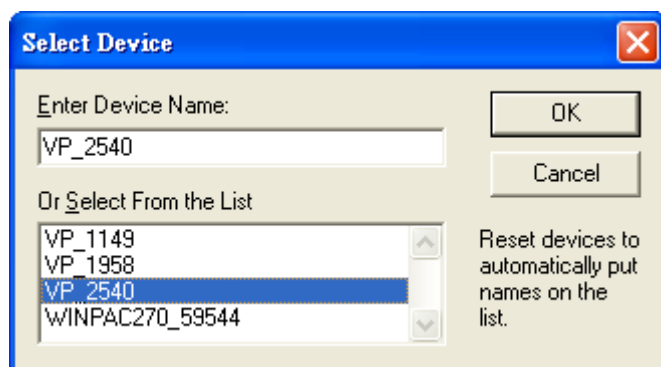 Select Device
Enter Device Name:
VP_2540
OK
Cancel
Or Select From the List
VP_1149
VP_1958
VP_2540
WINPAC270_59544
Reset devices to
automatically put
names on the
list.